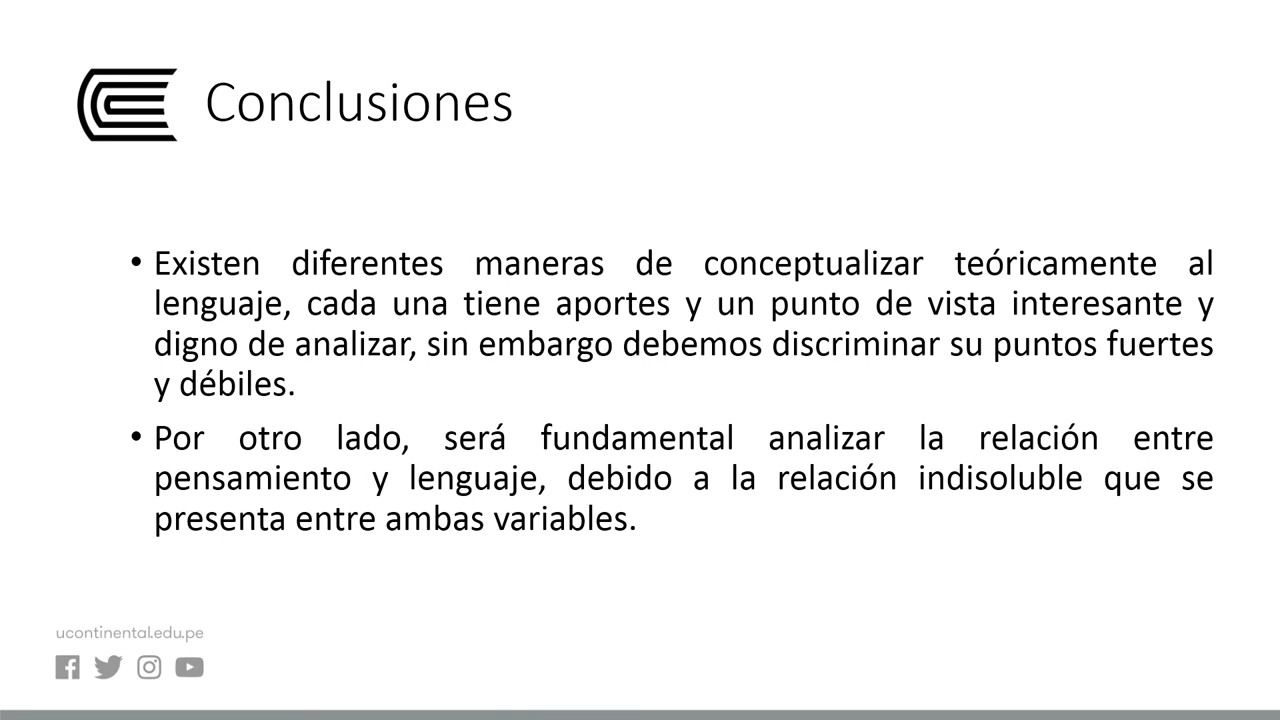 Conclusiones
• Existen diferentes maneras de conceptualizar teóricamente al
lenguaje, cada una tiene aportes y un punto de vista interesante y
digno de analizar, sin embargo debemos discriminar su puntos fuertes
y débiles.
• Por otro lado, será fundamental analizar la relación entre
pensamiento y lenguaje, debido a la relación indisoluble que se
presenta entre ambas variables.
ucontinental.edu.pe